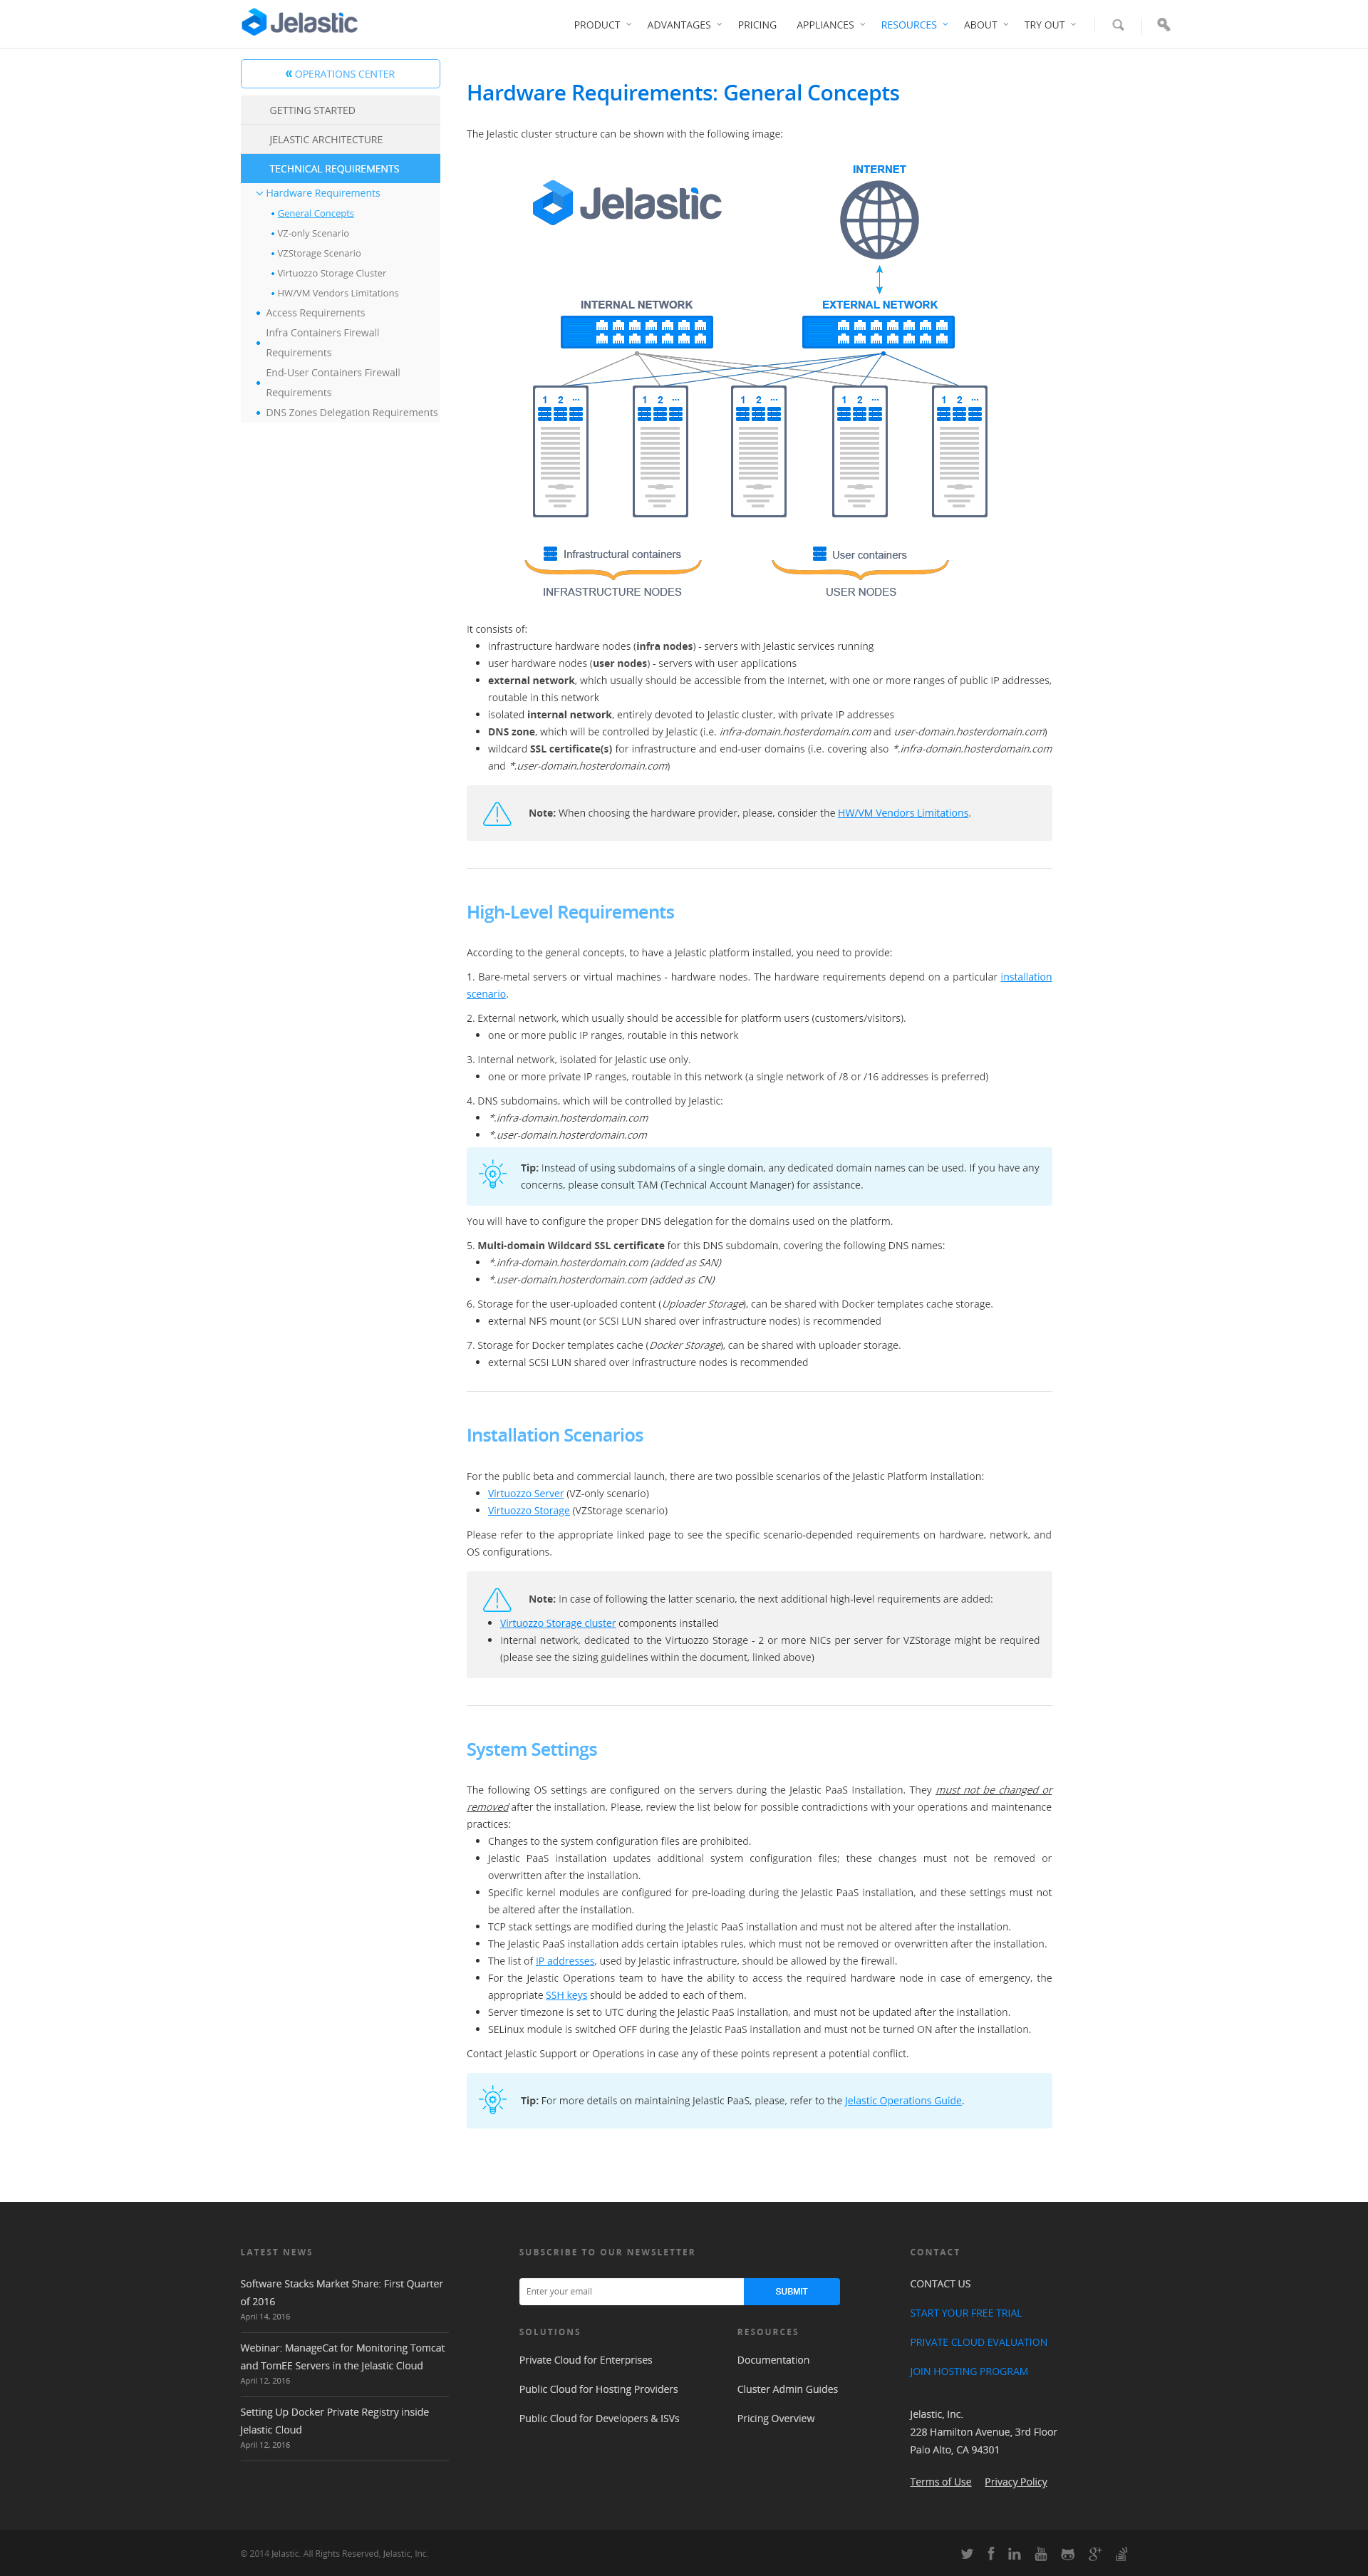 Jelastic
PRODUCT
ADVANTAGES
PRICING
APPLIANCES
RESOURCES
ABOUT
TRY OUT
« OPERATIONS CENTER
GETTING STARTED
JELASTIC ARCHITECTURE
TECHNICAL REQUIREMENTS
Hardware Requirements
General Concepts
VZ-only Scenario
VZStorage Scenario
Virtuozzo Storage Cluster
HW/VM Vendors Limitations
Access Requirements
Infra Containers Firewall
Requirements
End-User Containers Firewall
Requirements
DNS Zones Delegation Requirements
Hardware Requirements: General Concepts
The Jelastic cluster structure can be shown with the following image:
Jelastic
INTERNET
INTERNAL NETWORK
EXTERNAL NETWORK
1 2 ...
1 2 ...
1 2 ...
1 2 ...
1 2 ...
Infrastructural containers
User containers
INFRASTRUCTURE NODES
USER NODES
It consists of:
• infrastructure hardware nodes (infra nodes) - servers with Jelastic services running
• user hardware nodes (user nodes) - servers with user applications
• external network, which usually should be accessible from the Internet, with one or more ranges of public IP addresses,
routable in this network
• isolated internal network, entirely devoted to Jelastic cluster, with private IP addresses
• DNS zone, which will be controlled by Jelastic (i.e. infra-domain.hosterdomain.com and user-domain.hosterdomain.com)
• wildcard SSL certificate(s) for infrastructure and end-user domains (i.e. covering also *.infra-domain.hosterdomain.com
and *.user-domain.hosterdomain.com)
Note: When choosing the hardware provider, please, consider the HW/VM Vendors Limitations.
High-Level Requirements
According to the general concepts, to have a Jelastic platform installed, you need to provide:
1. Bare-metal servers or virtual machines - hardware nodes. The hardware requirements depend on a particular installation
scenario.
2. External network, which usually should be accessible for platform users (customers/visitors).
• one or more public IP ranges, routable in this network
3. Internal network, isolated for Jelastic use only.
• one or more private IP ranges, routable in this network (a single network of /8 or /16 addresses is preferred)
4. DNS subdomains, which will be controlled by Jelastic:
• *.infra-domain.hosterdomain.com
• *.user-domain.hosterdomain.com
Tip: Instead of using subdomains of a single domain, any dedicated domain names can be used. If you have any
concerns, please consult TAM (Technical Account Manager) for assistance.
You will have to configure the proper DNS delegation for the domains used on the platform.
5. Multi-domain Wildcard SSL certificate for this DNS subdomain, covering the following DNS names:
• *.infra-domain.hosterdomain.com (added as SAN)
• *.user-domain.hosterdomain.com (added as CN)
6. Storage for the user-uploaded content (Uploader Storage), can be shared with Docker templates cache storage.
• external NFS mount (or SCSI LUN shared over infrastructure nodes) is recommended
7. Storage for Docker templates cache (Docker Storage), can be shared with uploader storage.
• external SCSI LUN shared over infrastructure nodes is recommended
Installation Scenarios
For the public beta and commercial launch, there are two possible scenarios of the Jelastic Platform installation:
• Virtuozzo Server (VZ-only scenario)
• Virtuozzo Storage (VZStorage scenario)
Please refer to the appropriate linked page to see the specific scenario-depended requirements on hardware, network, and
OS configurations.
Note: In case of following the latter scenario, the next additional high-level requirements are added:
• Virtuozzo Storage cluster components installed
• Internal network, dedicated to the Virtuozzo Storage - 2 or more NICs per server for VZStorage might be required
(please see the sizing guidelines within the document, linked above)
System Settings
The following OS settings are configured on the servers during the Jelastic PaaS Installation. They must not be changed or
removed after the installation. Please, review the list below for possible contradictions with your operations and maintenance
practices:
• Changes to the system configuration files are prohibited.
• Jelastic PaaS installation updates additional system configuration files; these changes must not be removed or
overwritten after the installation.
• Specific kernel modules are configured for pre-loading during the Jelastic PaaS installation, and these settings must not
be altered after the installation.
• TCP stack settings are modified during the Jelastic PaaS installation and must not be altered after the installation.
• The Jelastic PaaS installation adds certain iptables rules, which must not be removed or overwritten after the installation.
• The list of IP addresses, used by Jelastic infrastructure, should be allowed by the firewall.
• For the Jelastic Operations team to have the ability to access the required hardware node in case of emergency, the
appropriate SSH keys should be added to each of them.
• Server timezone is set to UTC during the Jelastic PaaS installation, and must not be updated after the installation.
• SELinux module is switched OFF during the Jelastic PaaS installation and must not be turned ON after the installation.
Contact Jelastic Support or Operations in case any of these points represent a potential conflict.
Tip: For more details on maintaining Jelastic PaaS, please, refer to the Jelastic Operations Guide.
LATEST NEWS
Software Stacks Market Share: First Quarter
of 2016
April 14, 2016
Webinar: ManageCat for Monitoring Tomcat
and TomEE Servers in the Jelastic Cloud
April 12, 2016
Setting Up Docker Private Registry inside
Jelastic Cloud
April 12, 2016
SUBSCRIBE TO OUR NEWSLETTER
Enter your email
SUBMIT
SOLUTIONS
Private Cloud for Enterprises
Public Cloud for Hosting Providers
Public Cloud for Developers & ISVs
RESOURCES
Documentation
Cluster Admin Guides
Pricing Overview
CONTACT
CONTACT US
START YOUR FREE TRIAL
PRIVATE CLOUD EVALUATION
JOIN HOSTING PROGRAM
Jelastic, Inc.
228 Hamilton Avenue, 3rd Floor
Palo Alto, CA 94301
Terms of Use
Privacy Policy
© 2014 Jelastic. All Rights Reserved, Jelastic, Inc.